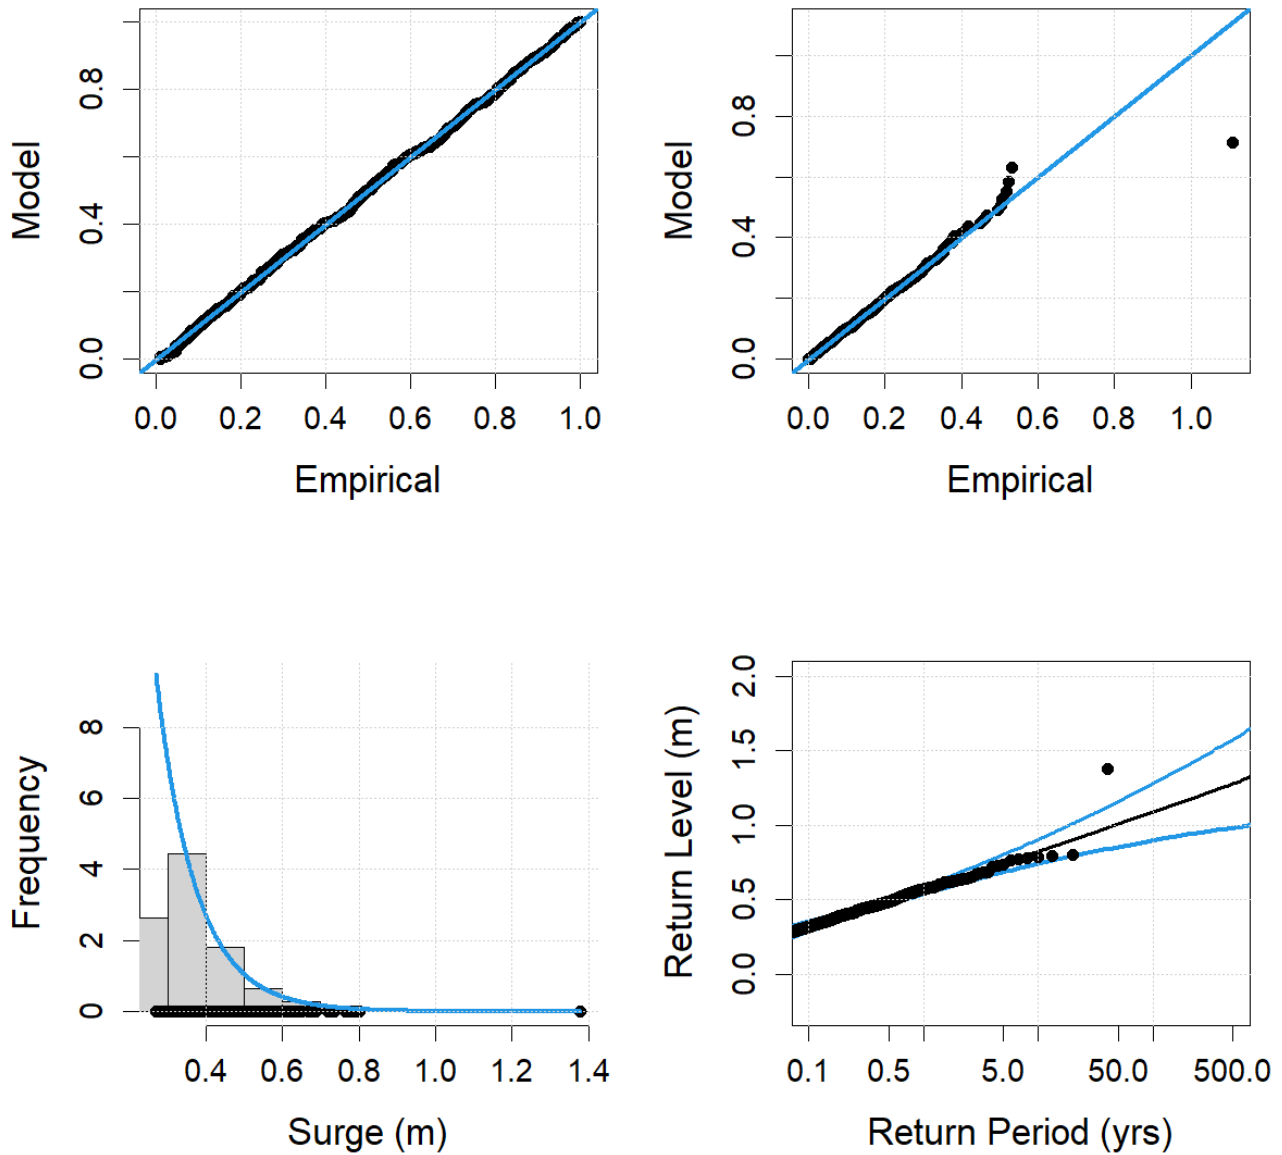 0.0 0.4 0.8
Model
0.0 0.2 0.4 0.6 0.8 1.0
Empirical
0.0 0.4 0.8
Model
0.0 0.2 0.4 0.6 0.8 1.0
Empirical
0 2 4 6 8
Frequency
0.4 0.6 0.8 1.0 1.2 1.4
Surge (m)
0.0 0.5 1.0 1.5 2.0
Return Level (m)
0.1 0.5 5.0 50.0 500.0
Return Period (yrs)